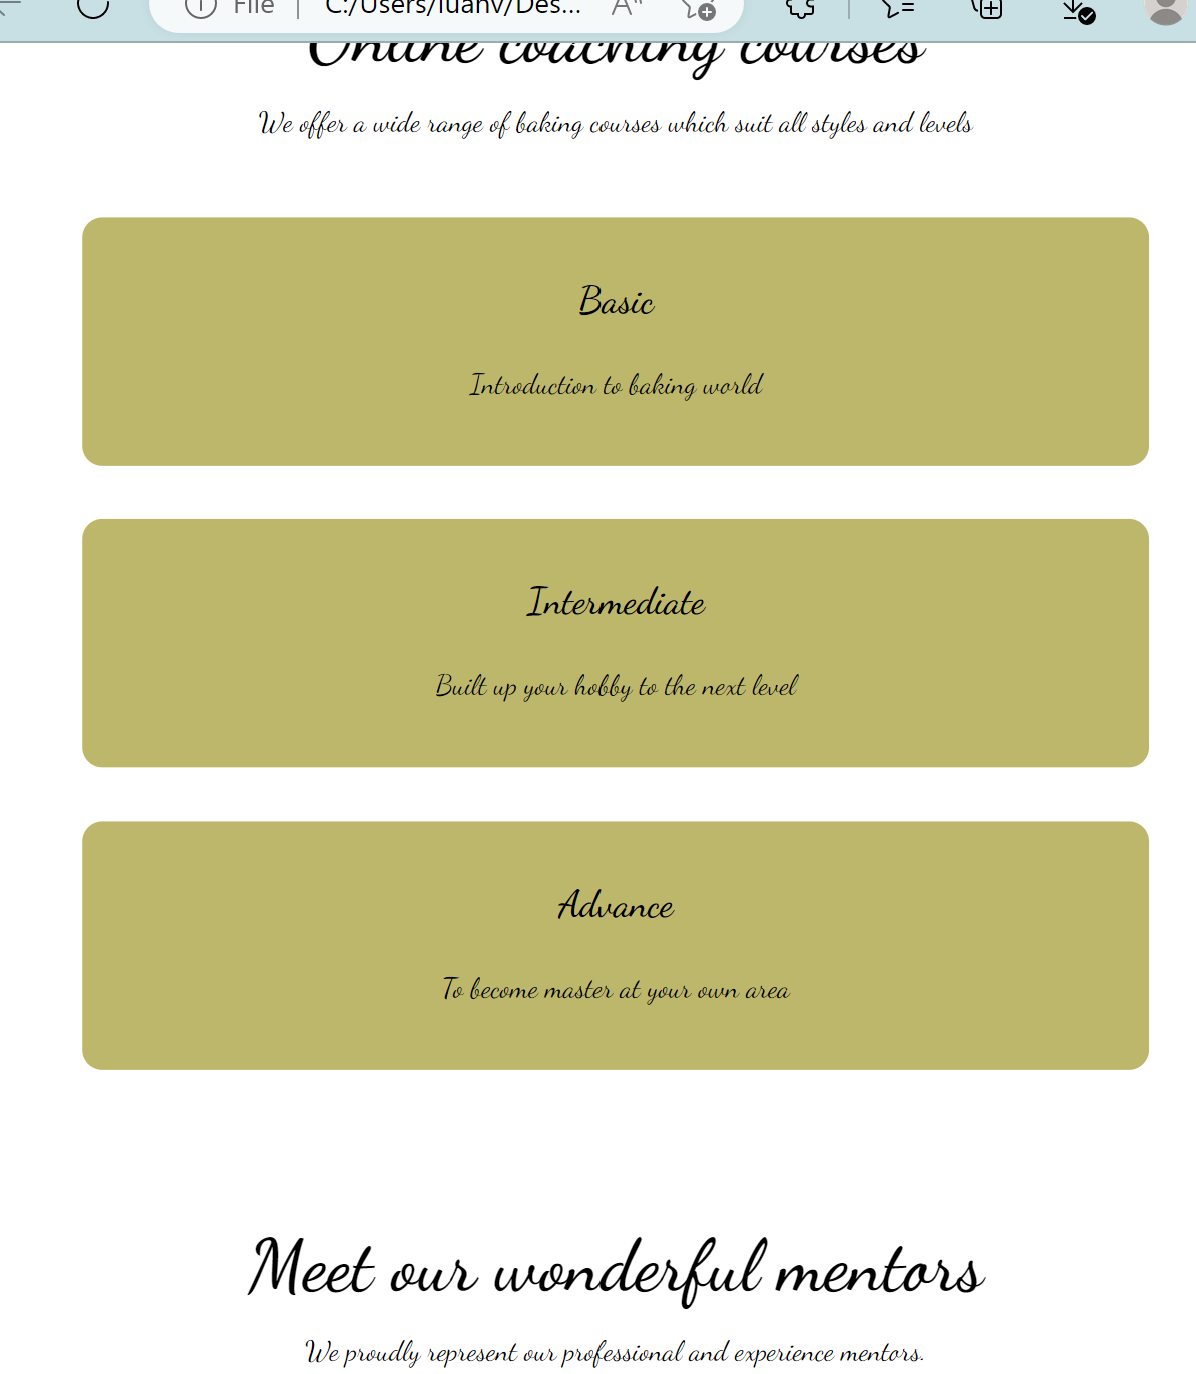 File C:/Users/luanv/Des...
Online coaching courses
We offer a wide range of baking courses which suit all styles and levels
Basic
Introduction to baking world
Intermediate
Built up your hobby to the next level
Advance
To become master at your own area
Meet our wonderful mentors
We proudly represent our professional and experience mentors.